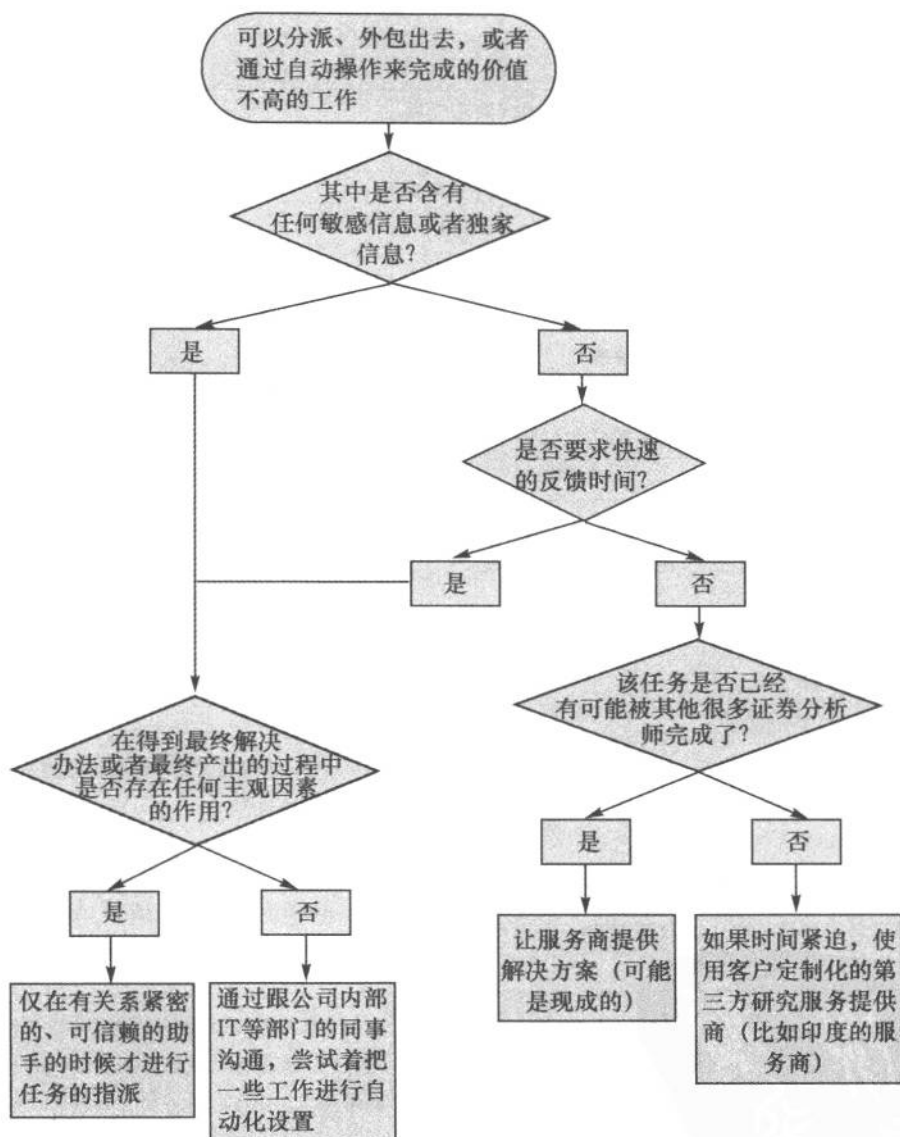 可以分派、外包出去，或者
通过自动操作来完成的价值
不高的工作
其中是否含有
任何敏感信息或者独家
信息？
是
否
是否要求快速
的反馈时间？
是
否
该任务是否已经
有可能被其他很多证券分析
师完成了？
在得到最终解决
办法或者最终产出的过程中
是否存在任何主观因素
的作用？
是
否
是
否
仅在有关系紧密
的、可信赖的助
手的时候才进行
任务的指派
通过跟公司内部
IT等部门的同事
沟通，尝试着把
一些工作进行自
动化设置
让服务商提供
解决方案（可能
是现成的）
如果时间紧迫，使
用客户定制化的第
三方研究服务提供
商（比如印度的服
务商）